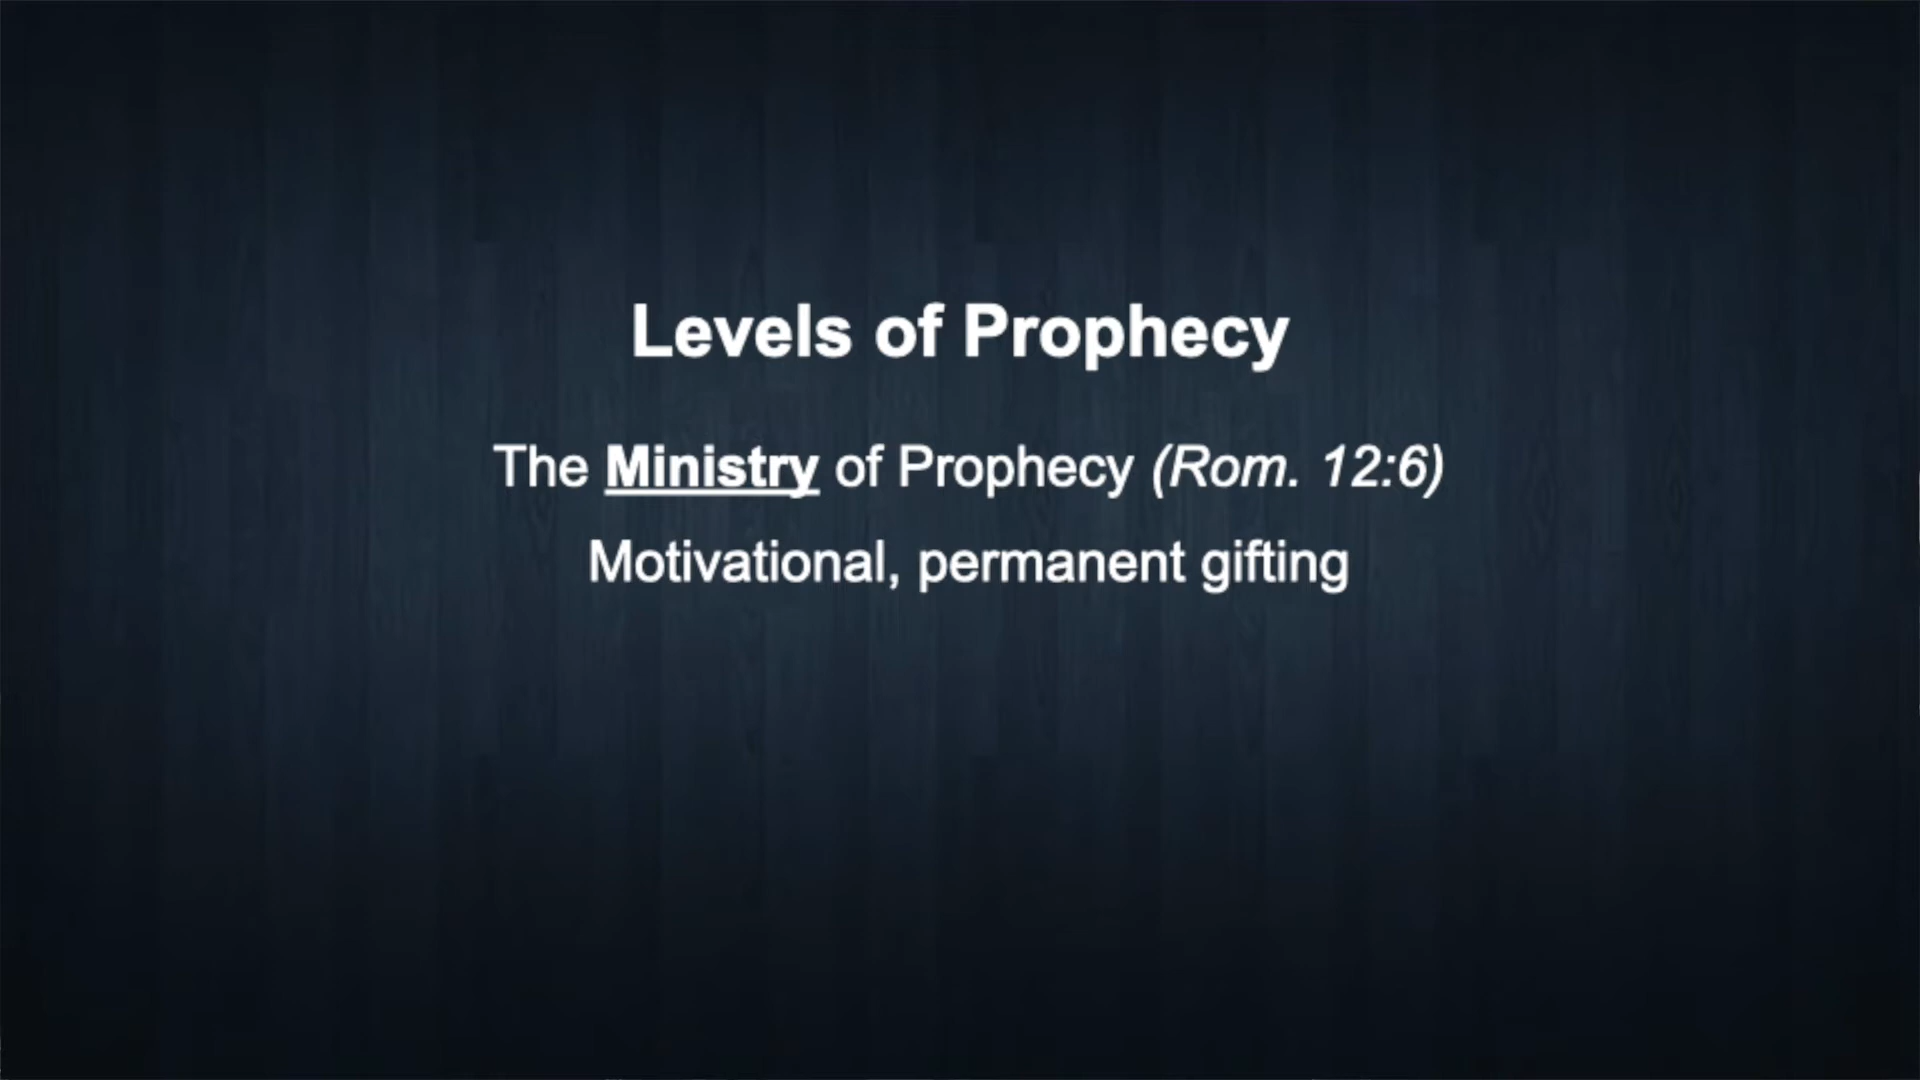 Levels of Prophecy
The Ministry of Prophecy (Rom. 12:6)
Motivational, permanent gifting